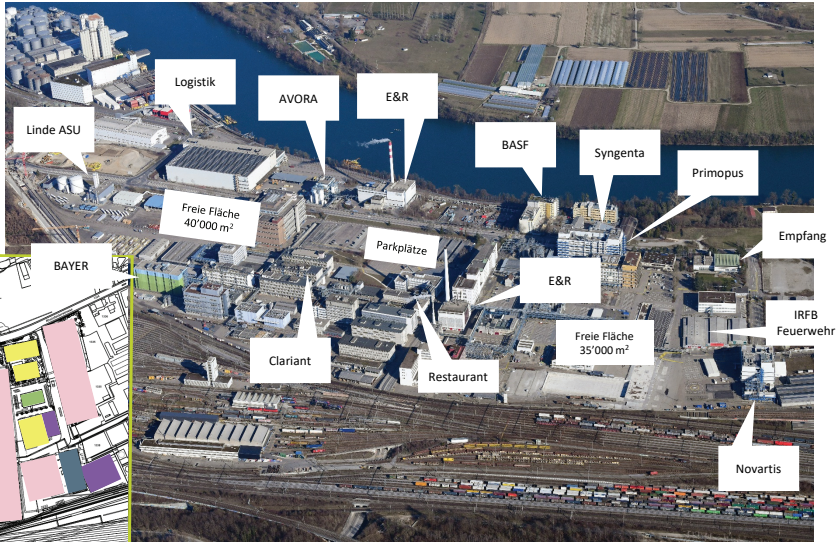 Logistik
AVORA
E&R
Linde ASU
BASF
Syngenta
Primopus
Freie Fläche
40’000 m²
Parkplätze
Empfang
BAYER
E&R
IRFB
Feuerwehr
Clariant
Restaurant
Freie Fläche
35’000 m²
Novartis